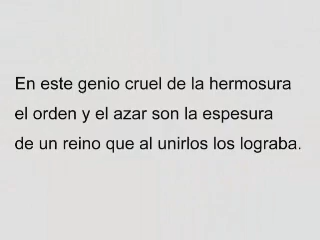 En este genio cruel de la hermosura
el orden y el azar son la espesura
de un reino que al unirlos los lograba.